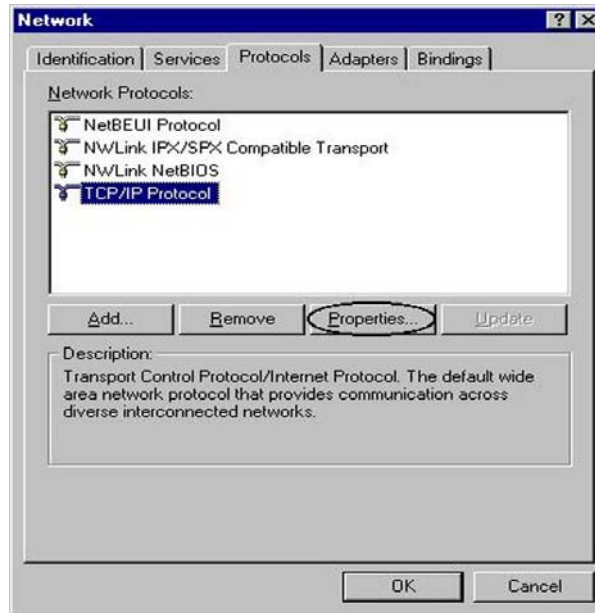 Network
Identification Services Protocols Adapters Bindings
Network Protocols:
NetBEUI Protocol
NWLink IPX/SPX Compatible Transport
NWLink NetBIOS
TCP/IP Protocol
Add... Remove Properties... Update
Description:
Transport Control Protocol/Internet Protocol. The default wide
area network protocol that provides communication across
diverse interconnected networks.
OK Cancel